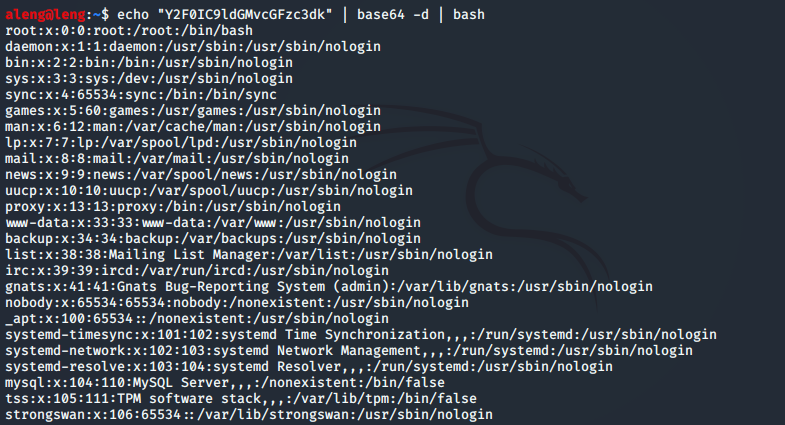 aleng@leng:~$ echo "Y2F0IC9ldGMvcGFzc3dk" | base64 -d | bash
root:x:0:0:root:/root:/bin/bash
daemon:x:1:1:daemon:/usr/sbin:/usr/sbin/nologin
bin:x:2:2:bin:/bin:/usr/sbin/nologin
sys:x:3:3:sys:/dev:/usr/sbin/nologin
sync:x:4:65534:sync:/bin:/bin/sync
games:x:5:60:games:/usr/games:/usr/sbin/nologin
man:x:6:12:man:/var/cache/man:/usr/sbin/nologin
lp:x:7:7:lp:/var/spool/lpd:/usr/sbin/nologin
mail:x:8:8:mail:/var/mail:/usr/sbin/nologin
news:x:9:9:news:/var/spool/news:/usr/sbin/nologin
uucp:x:10:10:uucp:/var/spool/uucp:/usr/sbin/nologin
proxy:x:13:13:proxy:/bin:/usr/sbin/nologin
www-data:x:33:33:www-data:/var/www:/usr/sbin/nologin
backup:x:34:34:backup:/var/backups:/usr/sbin/nologin
list:x:38:38:Mailing List Manager:/var/list:/usr/sbin/nologin
irc:x:39:39:ircd:/var/run/ircd:/usr/sbin/nologin
gnats:x:41:41:Gnats Bug-Reporting System (admin):/var/lib/gnats:/usr/sbin/nologin
nobody:x:65534:65534:nobody:/nonexistent:/usr/sbin/nologin
_apt:x:100:65534::/nonexistent:/usr/sbin/nologin
systemd-timesync:x:101:102:systemd Time Synchronization,,,:/run/systemd:/usr/sbin/nologin
systemd-network:x:102:103:systemd Network Management,,,:/run/systemd:/usr/sbin/nologin
systemd-resolve:x:103:104:systemd Resolver,,,:/run/systemd:/usr/sbin/nologin
mysql:x:104:110:MySQL Server,,,:/nonexistent:/bin/false
tss:x:105:111:TPM software stack,,,:/var/lib/tpm:/bin/false
strongswan:x:106:65534::/var/lib/strongswan:/usr/sbin/nologin